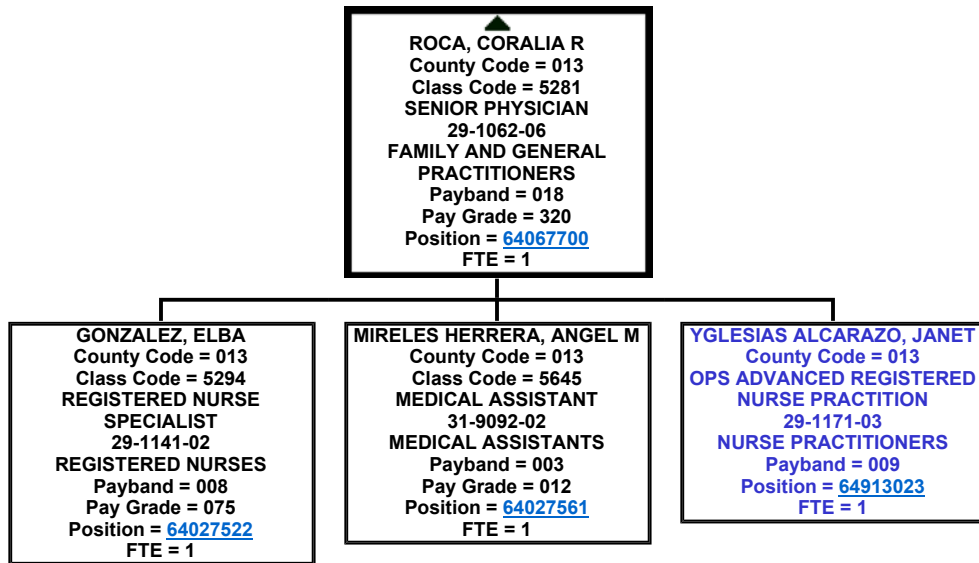 ROCA, CORALIA R
County Code = 013
Class Code = 5281
SENIOR PHYSICIAN
29-1062-06
FAMILY AND GENERAL
PRACTITIONERS
Payband = 018
Pay Grade = 320
Position = 64067700
FTE = 1
GONZALEZ, ELBA
County Code = 013
Class Code = 5294
REGISTERED NURSE
SPECIALIST
29-1141-02
REGISTERED NURSES
Payband = 008
Pay Grade = 075
Position = 64027522
FTE = 1
MIRELES HERRERA, ANGEL M
County Code = 013
Class Code = 5645
MEDICAL ASSISTANT
31-9092-02
MEDICAL ASSISTANTS
Payband = 003
Pay Grade = 012
Position = 64027561
FTE = 1
YGLESIAS ALCARAZO, JANET
County Code = 013
OPS ADVANCED REGISTERED
NURSE PRACTITION
29-1171-03
NURSE PRACTITIONERS
Payband = 009
Position = 64913023
FTE = 1